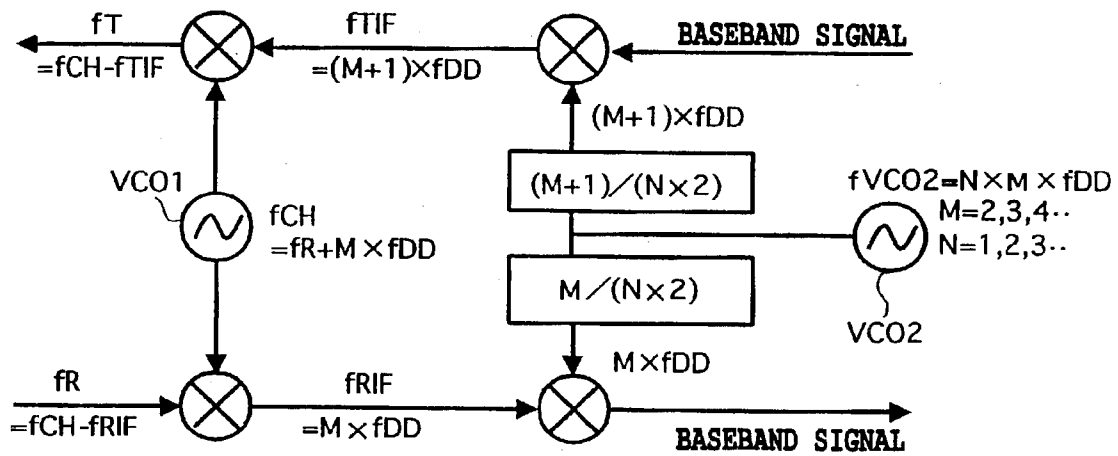 fT
=fCH-fTIF
fTIF
=(M+1)×fDD
BASEBAND SIGNAL
(M+1)×fDD
VCO1
fCH
=fR+M×fDD
(M+1)/(N×2)
fVCO2=N×M×fDD
M=2,3,4··
N=1,2,3··
M/(N×2)
VCO2
M×fDD
fR
=fCH-fRIF
fRIF
=M×fDD
BASEBAND SIGNAL